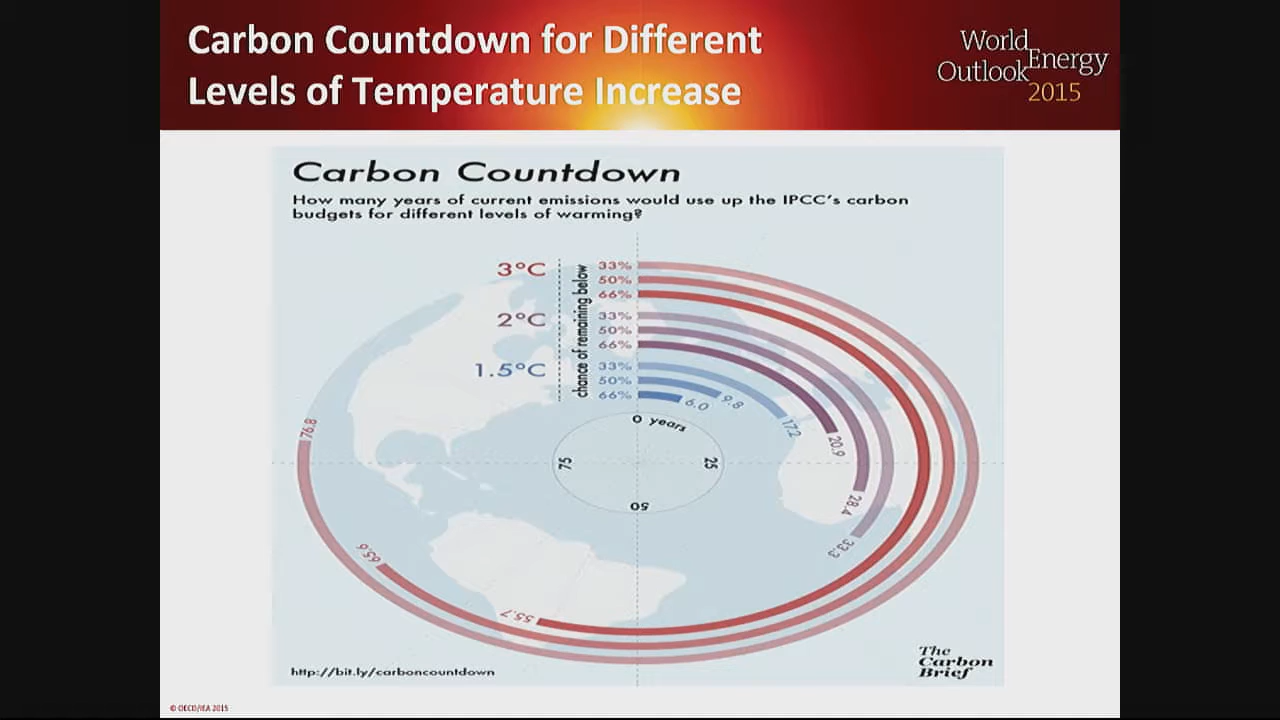 Carbon Countdown for Different
Levels of Temperature Increase
World
Energy
Outlook
2015
Carbon Countdown
How many years of current emissions would use up the IPCC's carbon
budgets for different levels of warming?
3°C
33%
50%
66%
2°C
33%
50%
66%
1.5°C
33%
50%
66%
chance of remaining below
6.0
9.8
17.2
20.9
28.4
33.3
55.7
65.6
76.8
0 years
25
50
75
http://bit.ly/carboncountdown
The
Carbon
Brief
© OECD/IEA 2015